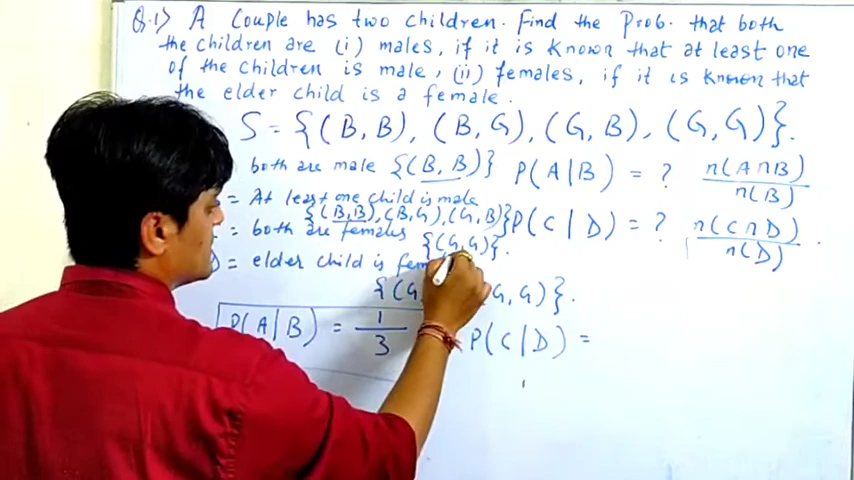 Q.1> A Couple has two children. Find the Prob. that both
the children are (i) males, if it is known that at least one
of the children is male, (ii) females, if it is known that
the elder child is a female.
S = {(B, B), (B, G), (G, B), (G, G)}.
both are male {(B, B)} P(A|B) = ? n(A∩B)/n(B)
= At least one child is male
{(B,B), (B,G), (G,B)} P(C|D) = ? n(C∩D)/n(D).
= both are females {(G,G)}.
= elder child is
{(G, G, G)}.
P(A|B) = 1/3 P(C|D) =